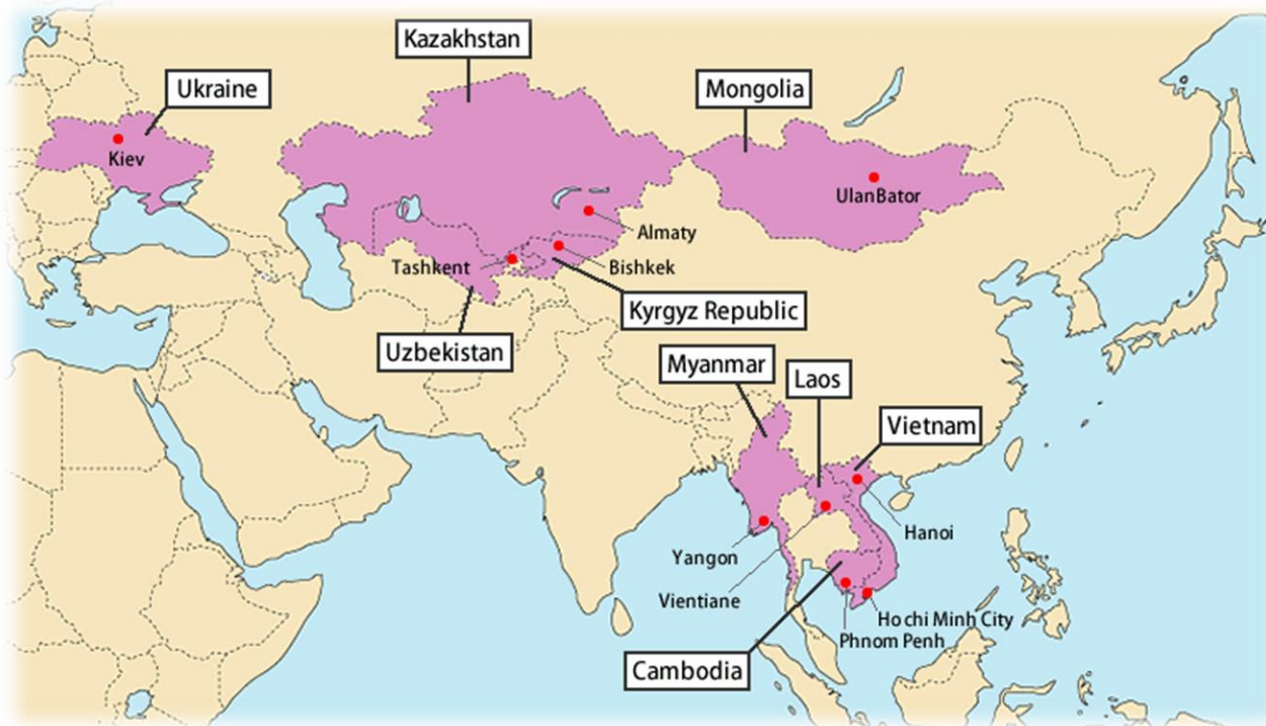 Kazakhstan
Ukraine
Mongolia
Kiev
UlanBator
Almaty
Tashkent
Bishkek
Kyrgyz Republic
Uzbekistan
Myanmar
Laos
Vietnam
Hanoi
Yangon
Vientiane
Ho chi Minh City
Phnom Penh
Cambodia